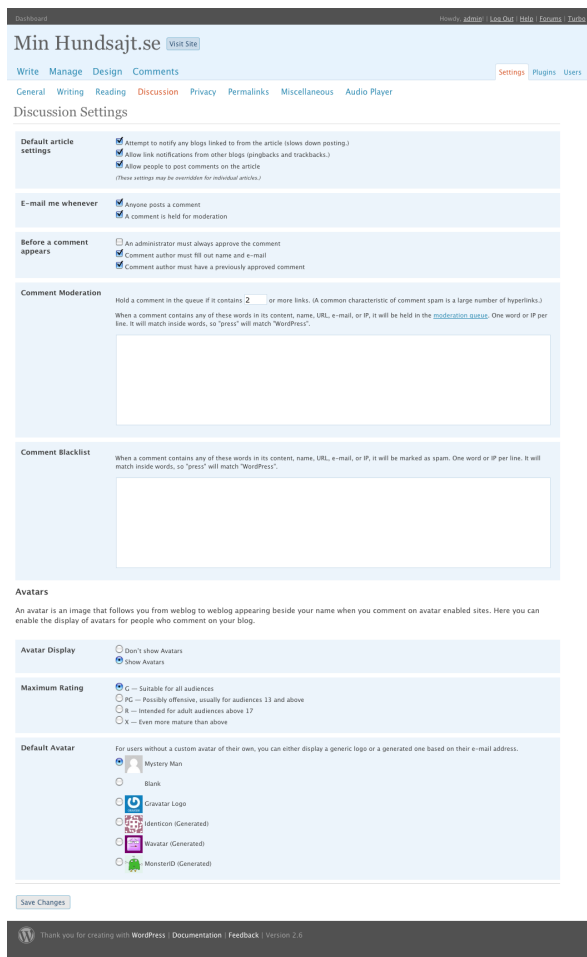 Dashboard
Howdy, admin! | Log Out | Help | Forums | Turbo
Min Hundsajt.se Visit Site
Write Manage Design Comments
Settings Plugins Users
General Writing Reading Discussion Privacy Permalinks Miscellaneous Audio Player
Discussion Settings
Default article settings
Attempt to notify any blogs linked to from the article (slows down posting.)
Allow link notifications from other blogs (pingbacks and trackbacks.)
Allow people to post comments on the article
(These settings may be overridden for individual articles.)
E-mail me whenever
Anyone posts a comment
A comment is held for moderation
Before a comment appears
An administrator must always approve the comment
Comment author must fill out name and e-mail
Comment author must have a previously approved comment
Comment Moderation
Hold a comment in the queue if it contains 2 or more links. (A common characteristic of comment spam is a large number of hyperlinks.)
When a comment contains any of these words in its content, name, URL, e-mail, or IP, it will be held in the moderation queue. One word or IP per
line. It will match inside words, so "press" will match "WordPress".
Comment Blacklist
When a comment contains any of these words in its content, name, URL, e-mail, or IP, it will be marked as spam. One word or IP per line. It will
match inside words, so "press" will match "WordPress".
Avatars
An avatar is an image that follows you from weblog to weblog appearing beside your name when you comment on avatar enabled sites. Here you can
enable the display of avatars for people who comment on your blog.
Avatar Display
Don't show Avatars
Show Avatars
Maximum Rating
G — Suitable for all audiences
PG — Possibly offensive, usually for audiences 13 and above
R — Intended for adult audiences above 17
X — Even more mature than above
Default Avatar
For users without a custom avatar of their own, you can either display a generic logo or a generated one based on their e-mail address.
Mystery Man
Blank
Gravatar Logo
Identicon (Generated)
Wavatar (Generated)
MonsterID (Generated)
Save Changes
Thank you for creating with WordPress | Documentation | Feedback | Version 2.6